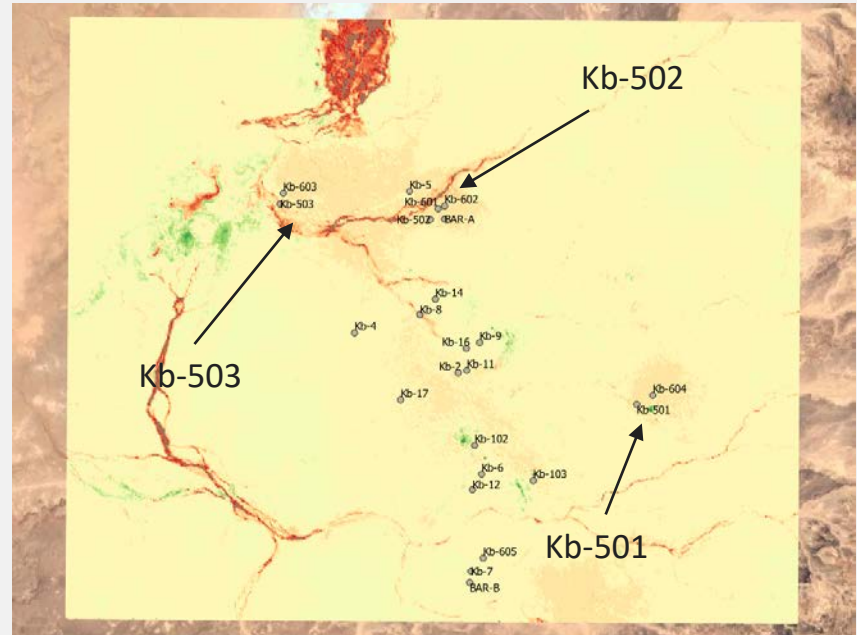 Kb-502
Kb-603
Kb-5
Kb-503
Kb-601
Kb-602
Kb-502
BAR-A
Kb-14
Kb-8
Kb-4
Kb-9
Kb-16
Kb-503
Kb-2
Kb-11
Kb-17
Kb-604
Kb-501
Kb-102
Kb-6
Kb-103
Kb-12
Kb-501
Kb-605
Kb-7
BAR-B